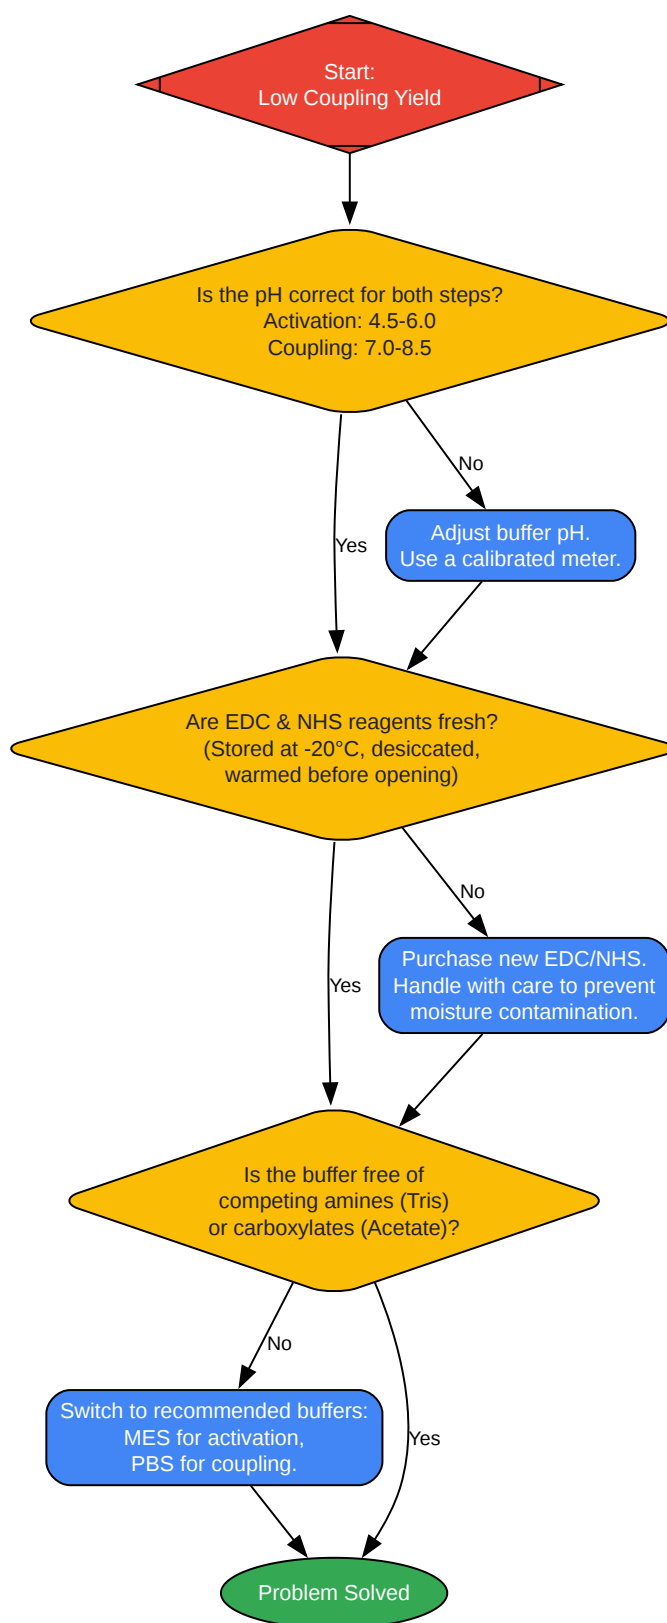 Start:
Low Coupling Yield
Is the pH correct for both steps?
Activation: 4.5-6.0
Coupling: 7.0-8.5
No
Adjust buffer pH.
Use a calibrated meter.
Yes
Are EDC & NHS reagents fresh?
(Stored at -20°C, desiccated,
warmed before opening)
No
Purchase new EDC/NHS.
Handle with care to prevent
moisture contamination.
Yes
Is the buffer free of
competing amines (Tris)
or carboxylates (Acetate)?
No
Switch to recommended buffers:
MES for activation,
PBS for coupling.
Yes
Problem Solved